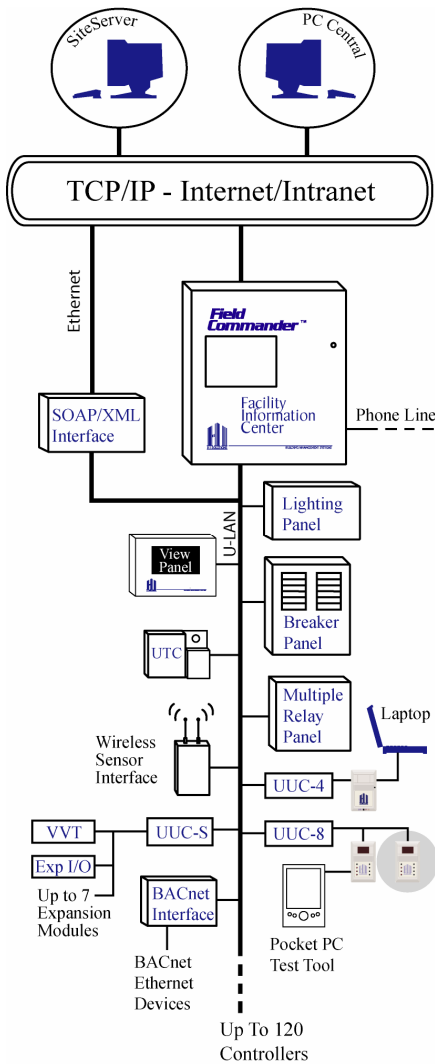 SiteServer
PC Central
TCP/IP - Internet/Intranet
Ethernet
Field
Commander™
Facility
Information
Center
Phone Line
SOAP/XML
Interface
U-LAN
Lighting
Panel
View
Panel
Breaker
Panel
UTC
Multiple
Relay
Panel
Laptop
Wireless
Sensor
Interface
UUC-4
VVT
UUC-S
UUC-8
Exp I/O
Up to 7
Expansion
Modules
BACnet
Interface
Pocket PC
Test Tool
BACnet
Ethernet
Devices
Up To 120
Controllers